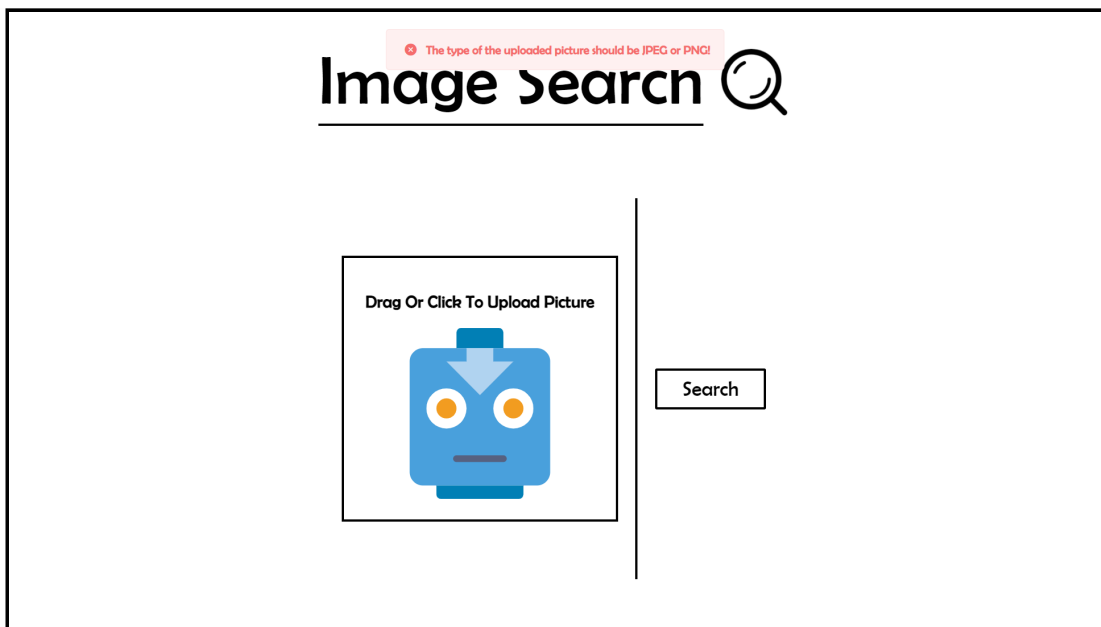 The type of the uploaded picture should be JPEG or PNG!
Image Search
Drag Or Click To Upload Picture
Search